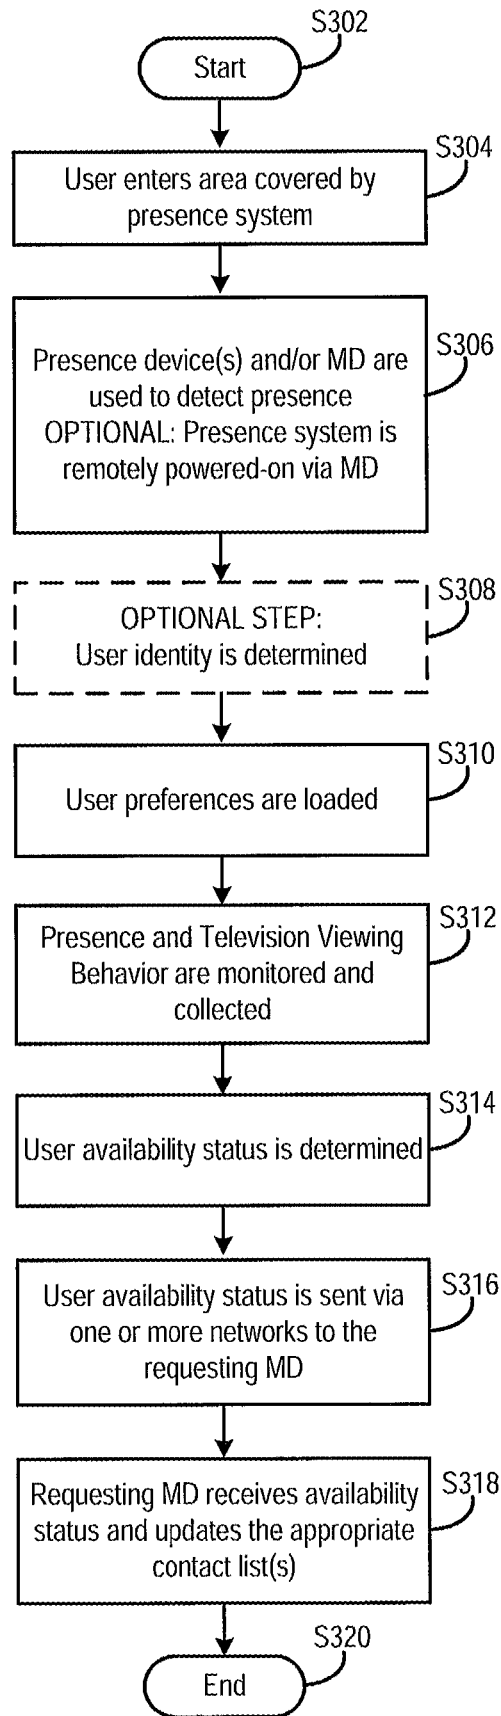 S302
Start
S304
User enters area covered by
presence system
S306
Presence device(s) and/or MD are
used to detect presence
OPTIONAL: Presence system is
remotely powered-on via MD
S308
OPTIONAL STEP:
User identity is determined
S310
User preferences are loaded
S312
Presence and Television Viewing
Behavior are monitored and
collected
S314
User availability status is determined
S316
User availability status is sent via
one or more networks to the
requesting MD
S318
Requesting MD receives availability
status and updates the appropriate
contact list(s)
S320
End